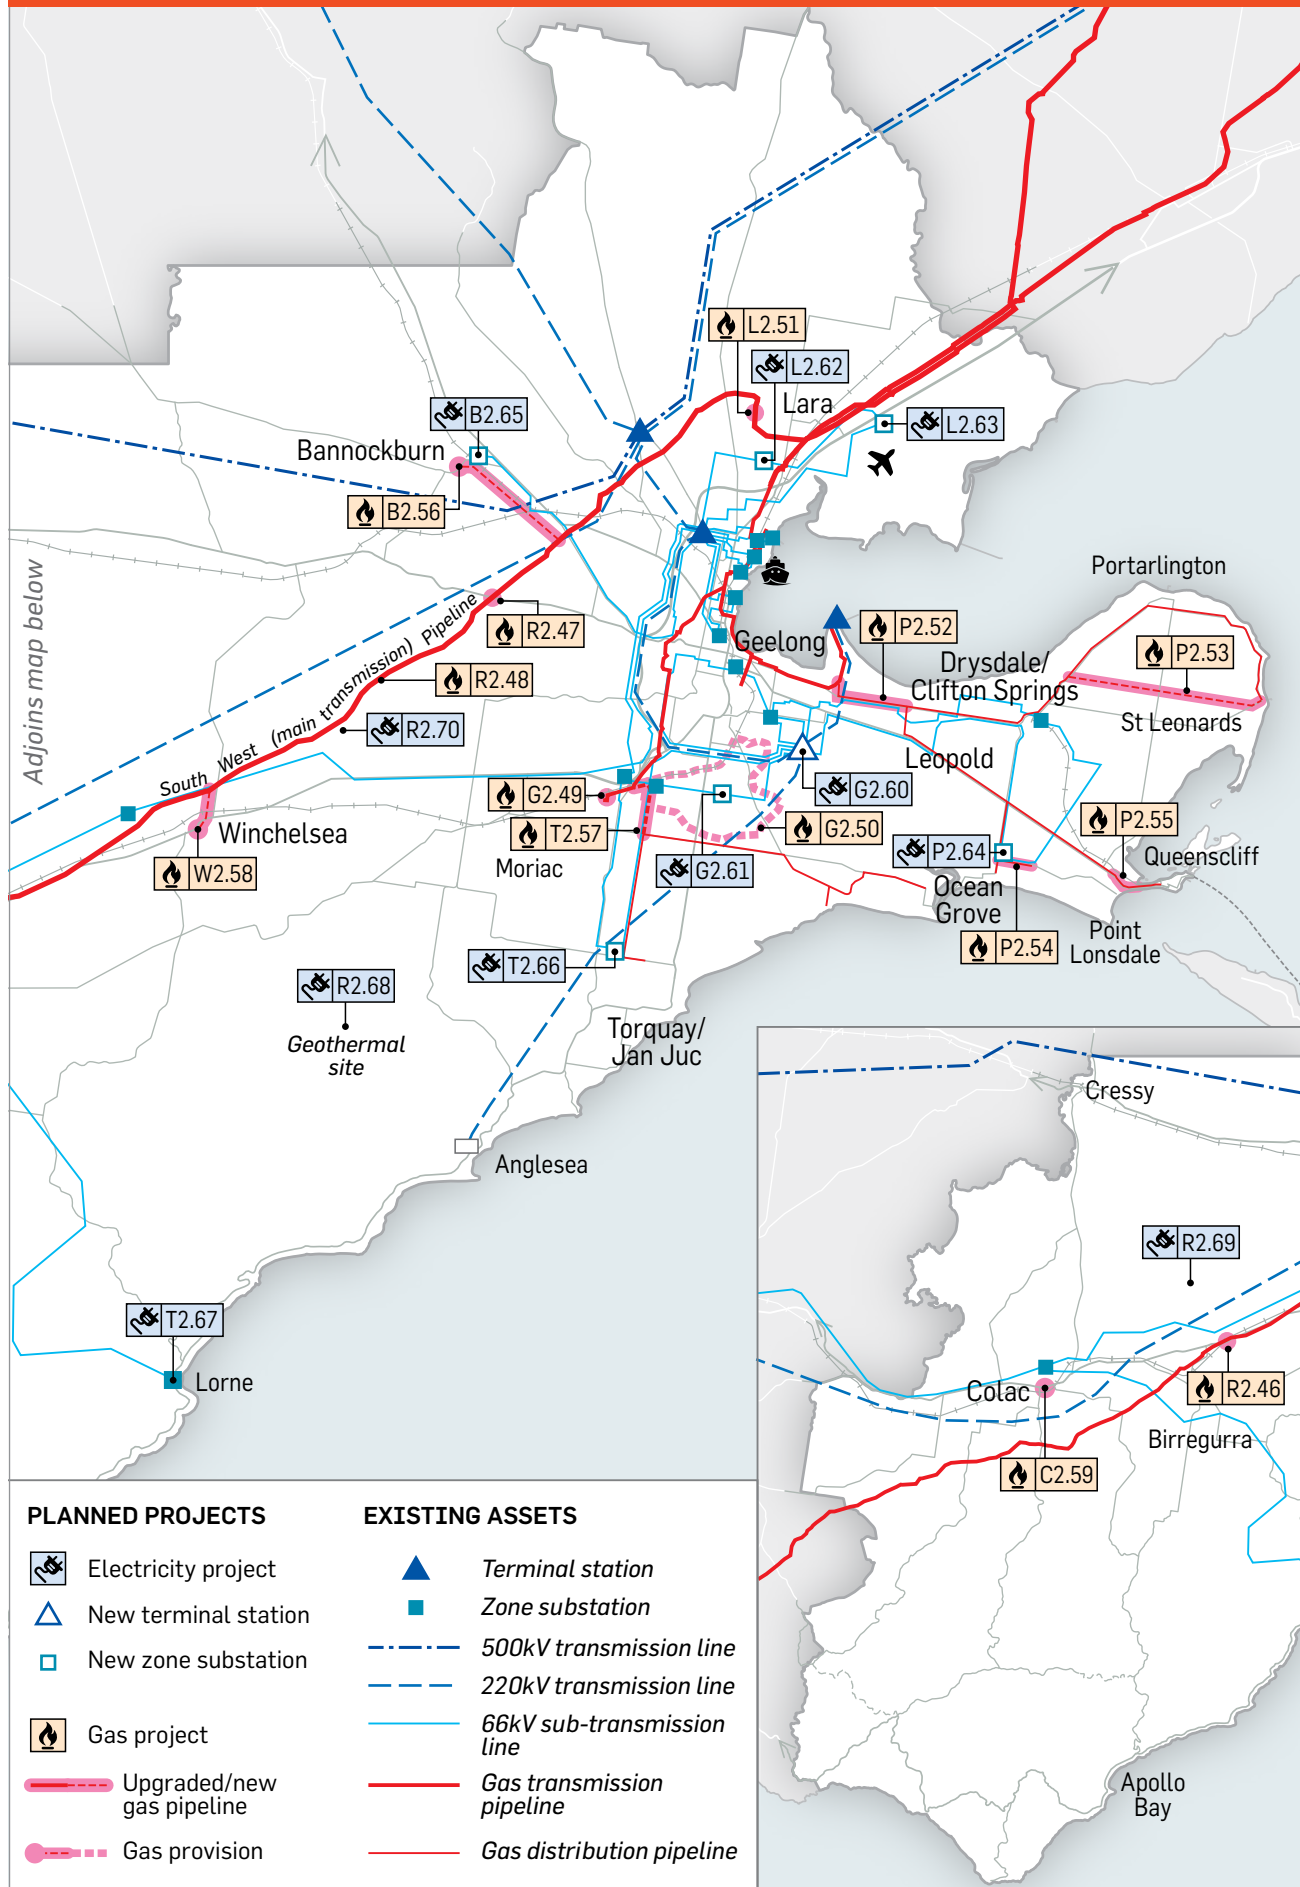 L2.51
L2.62
Lara
B2.65
L2.63
Bannockburn
B2.56
Adjoins map below
Portarlington
R2.47
P2.52
Geelong
P2.53
Drysdale/
Clifton Springs
South West (main transmission) Pipeline
R2.48
St Leonards
R2.70
Leopold
G2.49
G2.60
T2.57
G2.50
P2.55
Winchelsea
Moriac
P2.64
Queenscliff
W2.58
G2.61
Ocean
Grove
Point
Lonsdale
P2.54
T2.66
R2.68
Geothermal
site
Torquay/
Jan Juc
Cressy
Anglesea
R2.69
T2.67
Lorne
Colac
R2.46
Birregurra
C2.59
Apollo
Bay
PLANNED PROJECTS
Electricity project
New terminal station
New zone substation
Gas project
Upgraded/new
gas pipeline
Gas provision
EXISTING ASSETS
Terminal station
Zone substation
500kV transmission line
220kV transmission line
66kV sub-transmission
line
Gas transmission
pipeline
Gas distribution pipeline